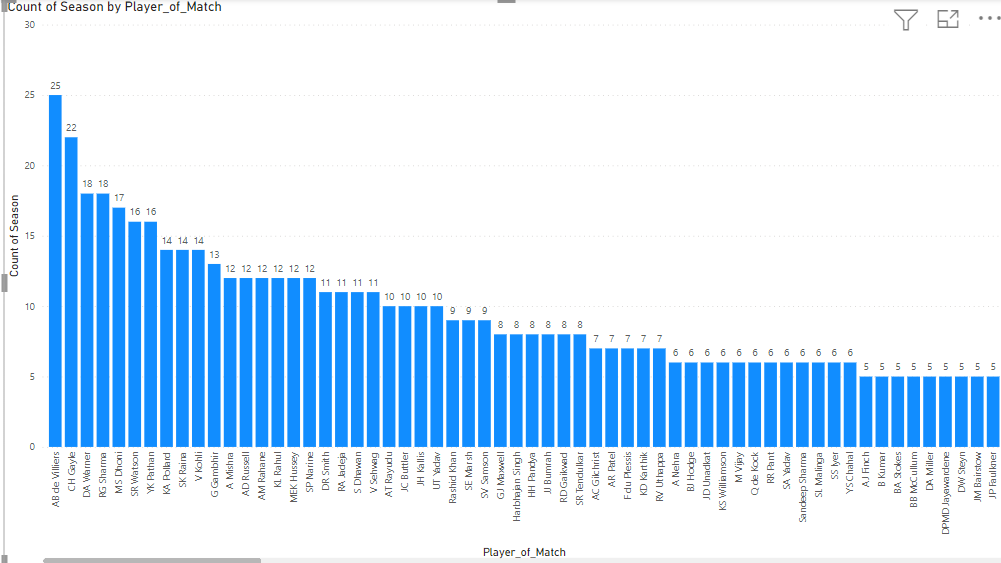 Count of Season by Player_of_Match
30
25
20
15
10
5
0
Count of Season
25 22 18 18 17 16 16 14 14 14 13 12 12 12 12 12 12 11 11 11 11 10 10 10 10 9 9 9 8 8 8 8 8 8 7 7 7 7 7 6 6 6 6 6 6 6 6 6 6 6 6 5 5 5 5 5 5 5 5 5
AB de Villiers
CH Gayle
DA Warner
RG Sharma
MS Dhoni
SR Watson
YK Pathan
KA Pollard
SK Raina
V Kohli
G Gambhir
A Mishra
AD Russell
AM Rahane
KL Rahul
MEK Hussey
SP Narine
DR Smith
RA Jadeja
S Dhawan
V Sehwag
AT Rayudu
JC Buttler
JH Kallis
UT Yadav
Rashid Khan
SE Marsh
SV Samson
GJ Maxwell
Harbhajan Singh
HH Pandya
JJ Bumrah
RD Gaikwad
SR Tendulkar
AC Gilchrist
AR Patel
F du Plessis
KD Karthik
RV Uthappa
A Nehra
BJ Hodge
JD Unadkat
KS Williamson
M Vijay
Q de Kock
RR Pant
SA Yadav
Sandeep Sharma
SL Malinga
SS Iyer
YS Chahal
AJ Finch
B Kumar
BA Stokes
BB McCullum
DA Miller
DPMD Jayawardene
DW Steyn
JM Bairstow
JP Faulkner
Player_of_Match